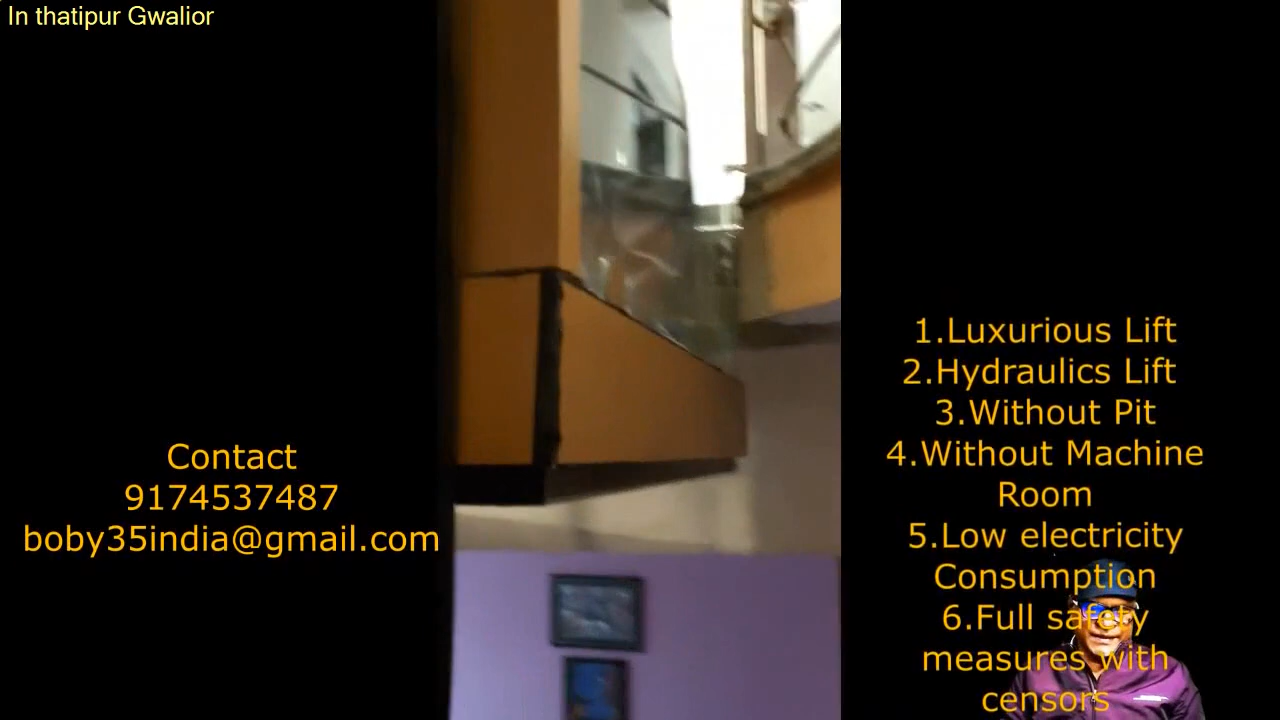 In thatipur Gwalior
Contact
9174537487
boby35india@gmail.com
1.Luxurious Lift
2.Hydraulics Lift
3.Without Pit
4.Without Machine
Room
5.Low electricity
Consumption
6.Full safety
measures with
censors